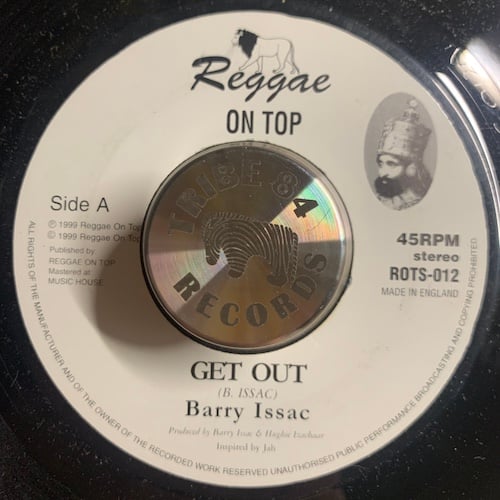 Reggae
ON TOP
Side A
℗ 1999 Reggae On Top
© 1999 Reggae On Top
Published by
REGGAE ON TOP
Mastered at
MUSIC HOUSE
TRIBE 84
RECORDS
45RPM
stereo
ROTS-012
MADE IN ENGLAND
GET OUT
(B. ISSAC)
Barry Issac
Produced by Barry Issac & Hughie Izachaar
Inspired by Jah
ALL RIGHTS OF THE MANUFACTURER AND OF THE OWNER OF THE RECORDED WORK RESERVED UNAUTHORISED PUBLIC PERFORMANCE BROADCASTING AND COPYING PROHIBITED.